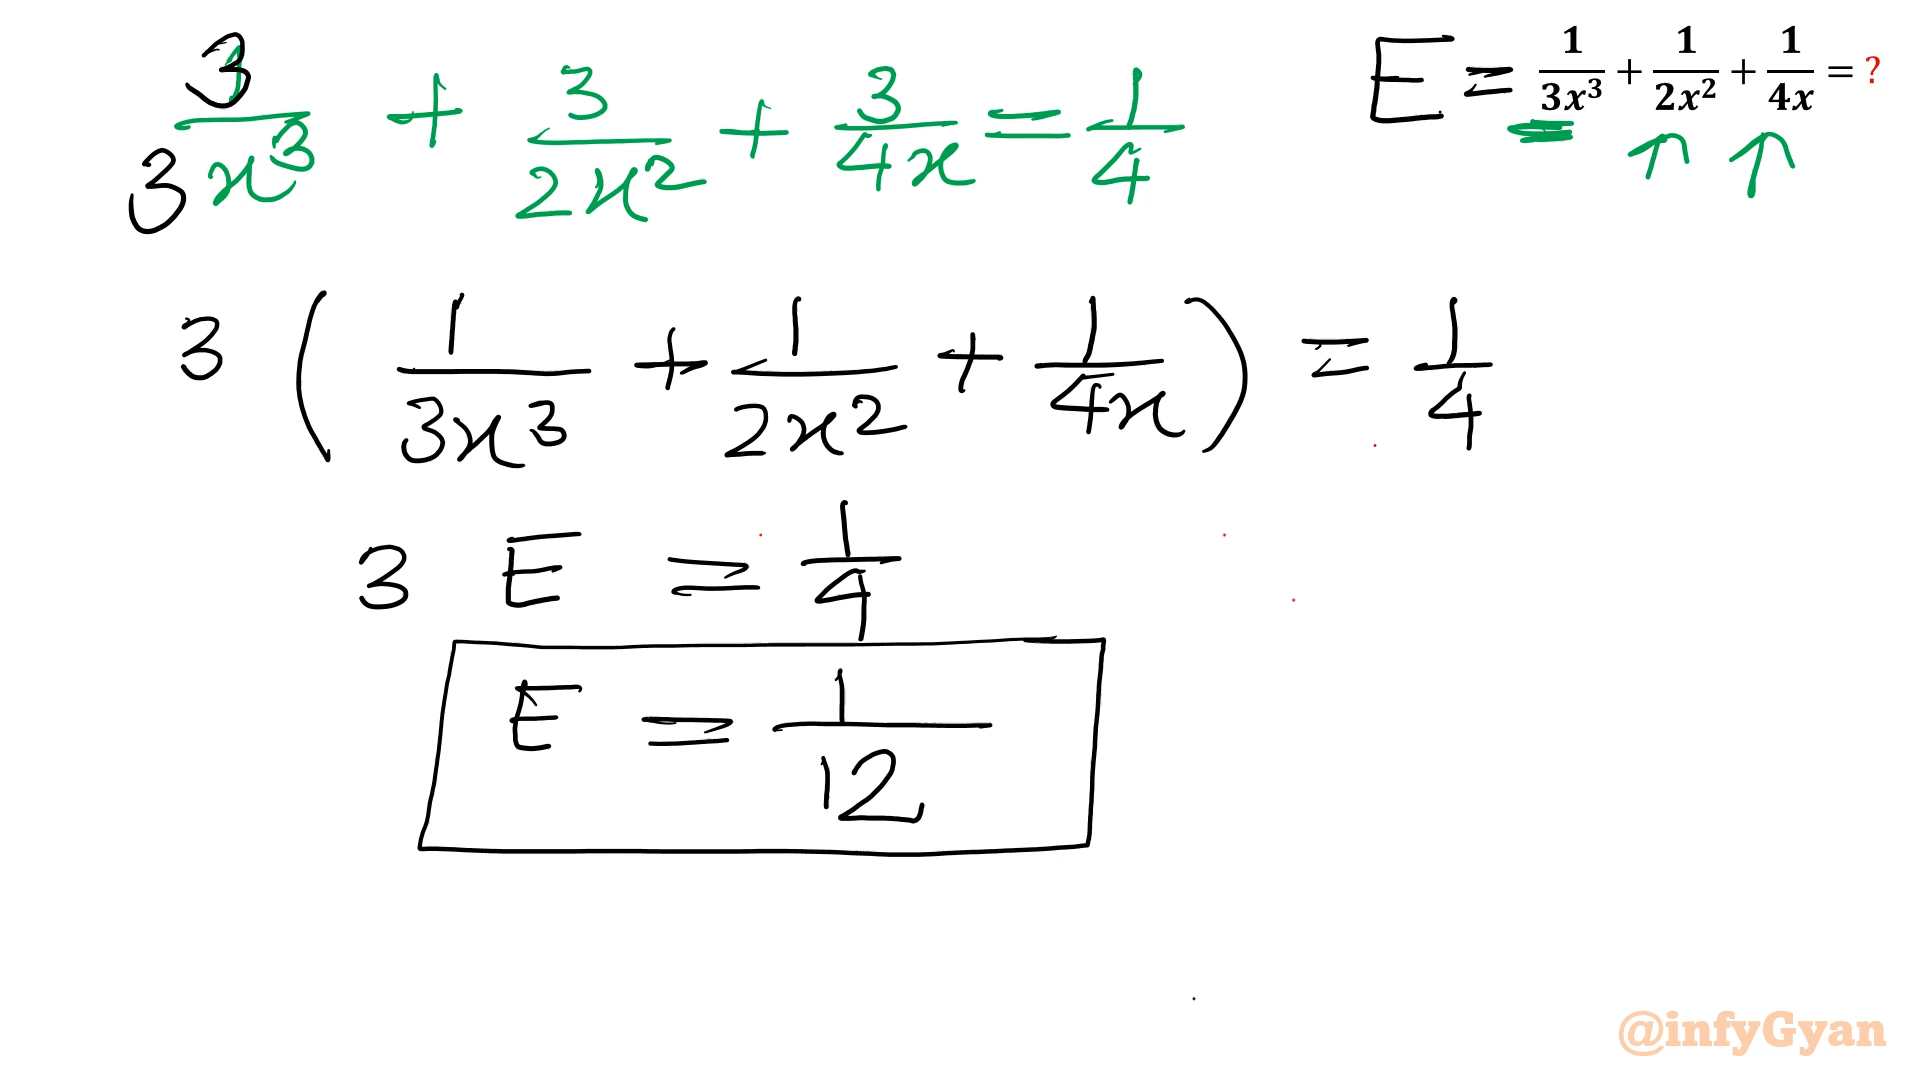 3/3x³ + 3/2x² + 3/4x = 1/4
E = 1/3x³ + 1/2x² + 1/4x = ?
3 ( 1/3x³ + 1/2x² + 1/4x ) = 1/4
3 E = 1/4
E = 1/12
@infyGyan